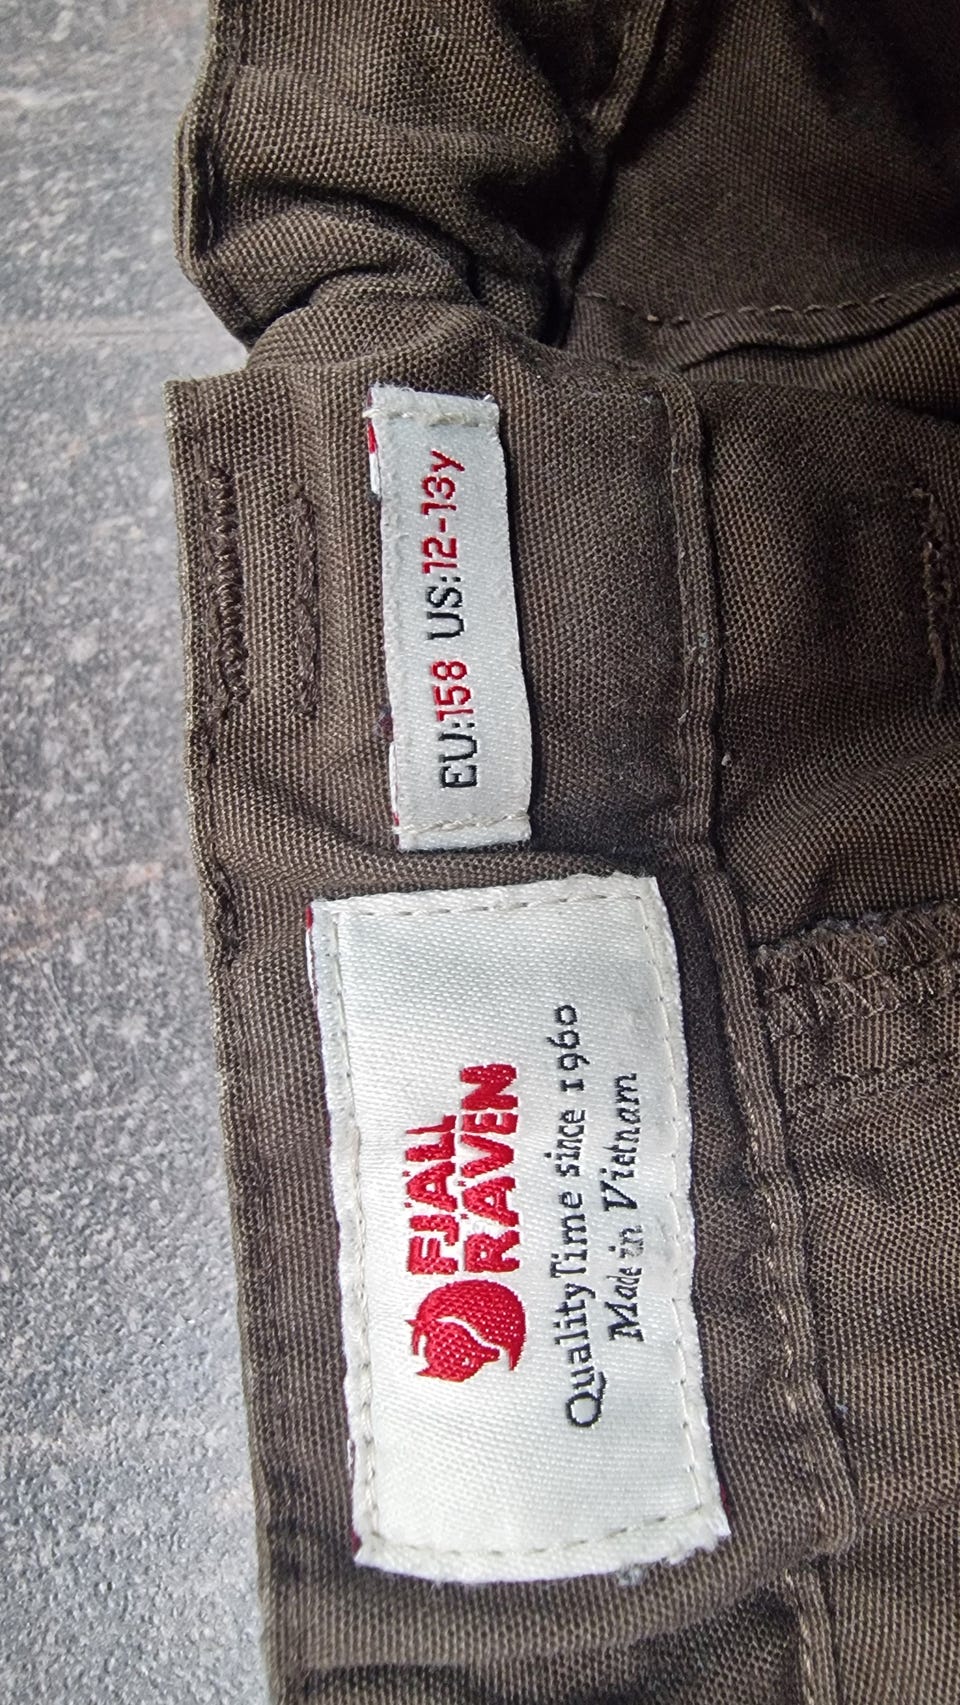 EU:158 US:12-13y
FJÄLL
RÄVEN
QualityTime since 1960
Made in Vietnam